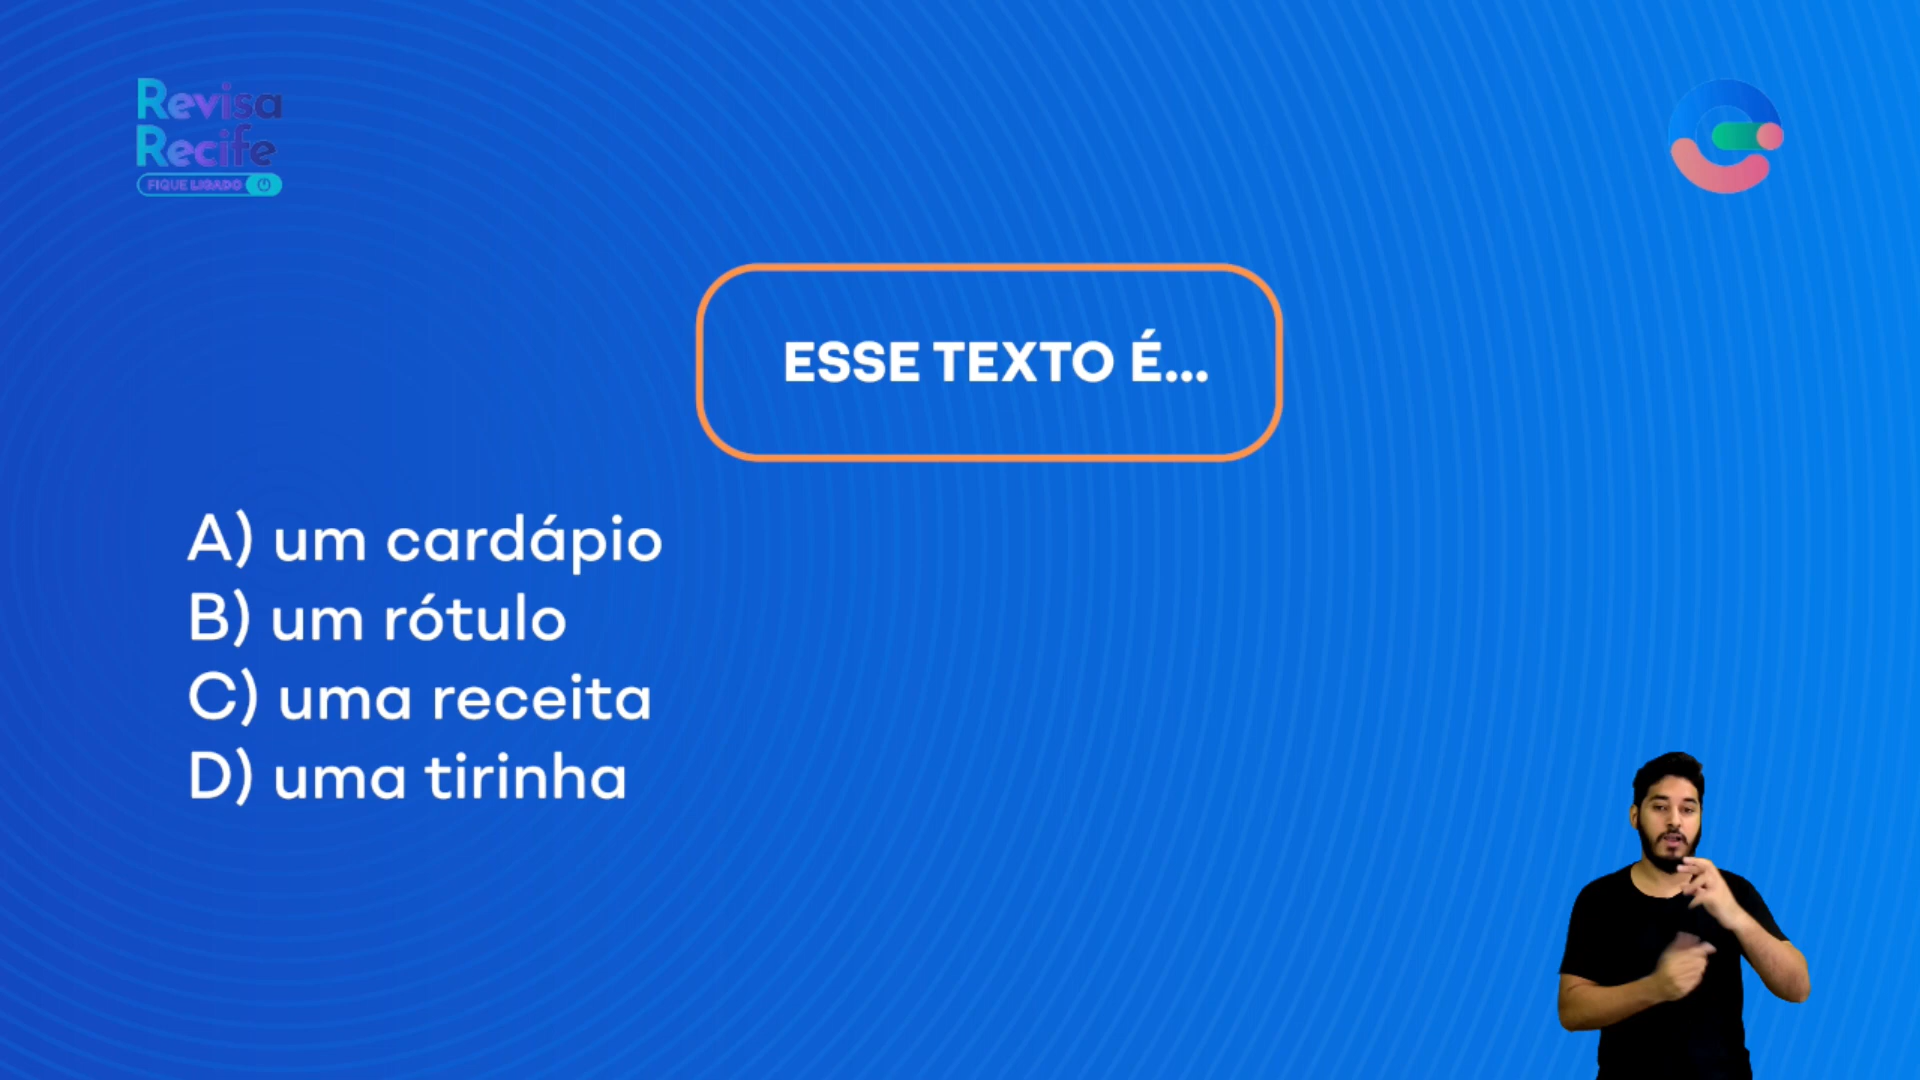 Revisa
Recife
FIQUE LIGADO
ESSE TEXTO É...
A) um cardápio
B) um rótulo
C) uma receita
D) uma tirinha